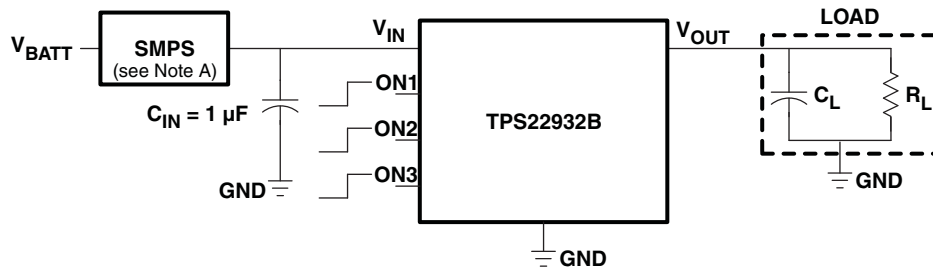 LOAD
V_BATT
SMPS
(see Note A)
V_IN
V_OUT
ON1
C_IN = 1 µF
ON2
TPS22932B
C_L
R_L
GND
ON3
GND
GND